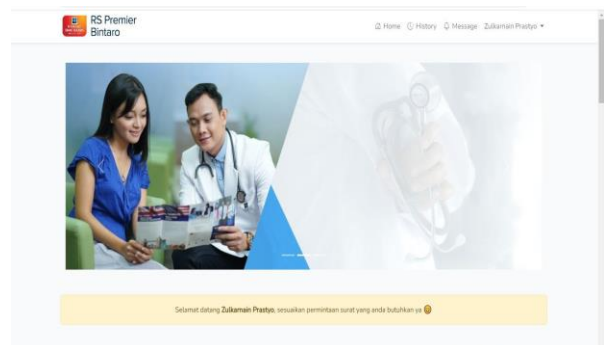 RS Premier
Bintaro
Home History Message Zulkarnain Prastyo
Selamat datang Zulkarnain Prastyo, sesuaikan permintaan surat yang anda butuhkan ya